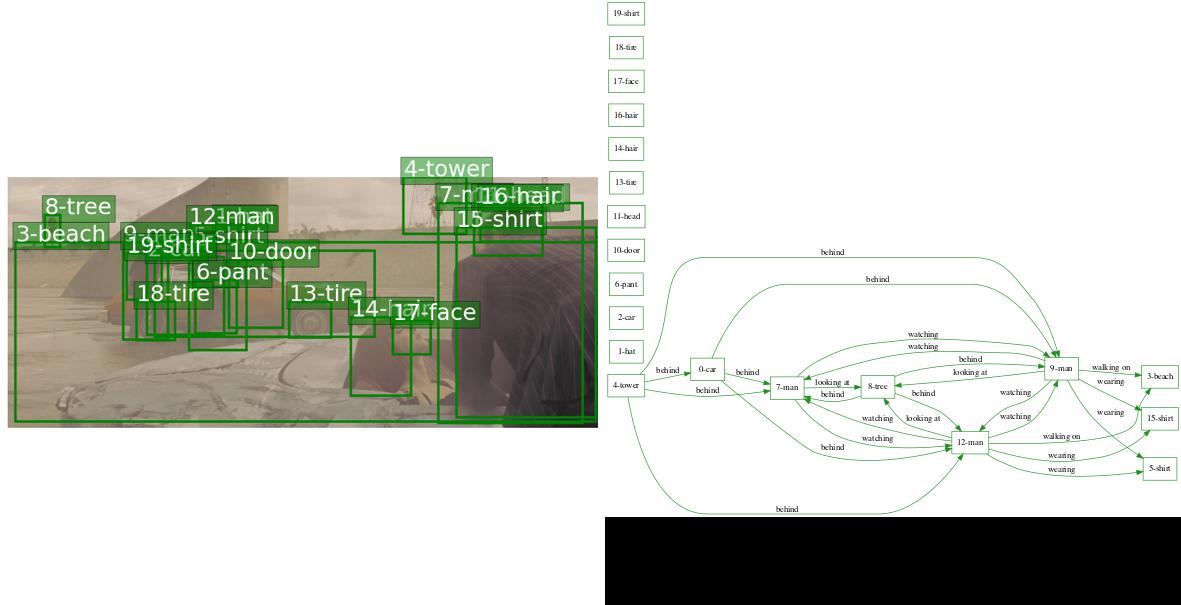 4-tower
16-hair
8-tree
12-man
15-shirt
3-beach
9-man
5-shirt
19-shirt
10-door
6-pant
18-tire
13-tire
17-face
19-shirt
18-tire
17-face
16-hair
14-hair
13-tire
11-head
10-door
6-pant
2-car
1-hat
4-tower
0-car
7-man
8-tree
9-man
12-man
3-beach
15-shirt
5-shirt
behind
behind
watching
watching
behind
looking at
walking on
wearing
behind
behind
looking at
behind
behind
behind
watching
wearing
watching
looking at
watching
watching
walking on
behind
wearing
wearing
behind